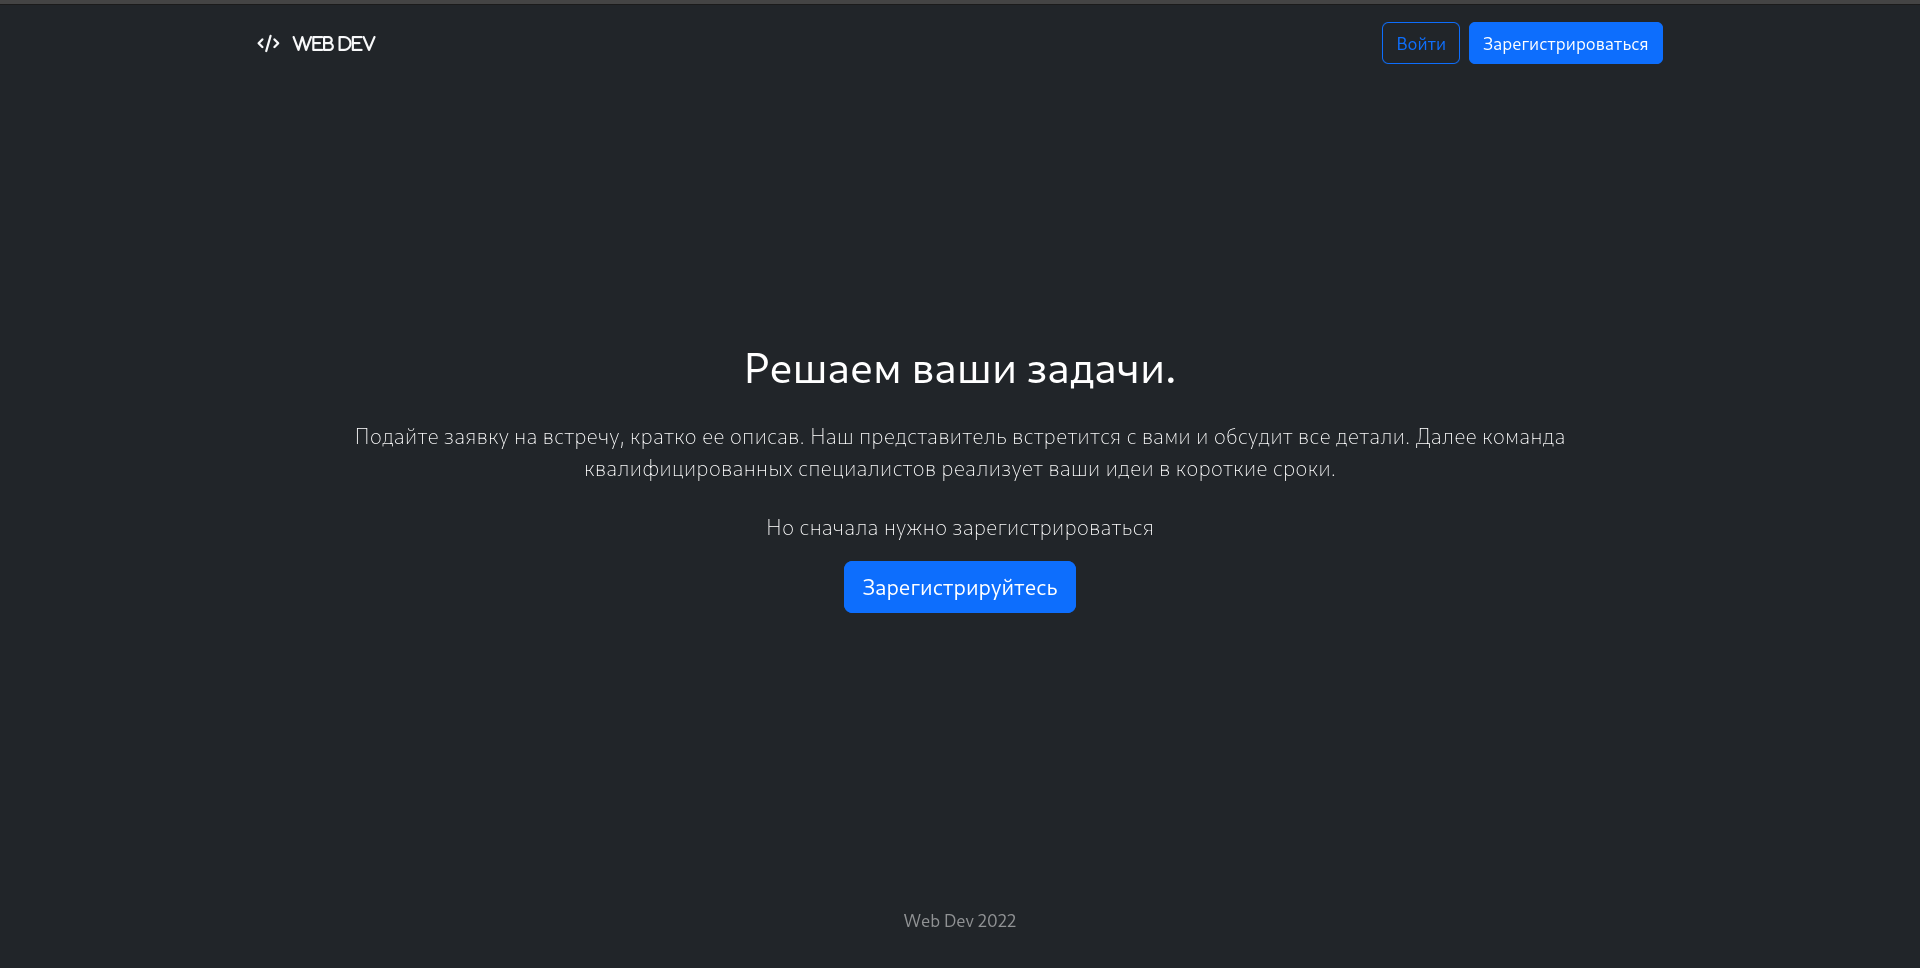 </> WEB DEV
Войти
Зарегистрироваться
Решаем ваши задачи.
Подайте заявку на встречу, кратко ее описав. Наш представитель встретится с вами и обсудит все детали. Далее команда
квалифицированных специалистов реализует ваши идеи в короткие сроки.
Но сначала нужно зарегистрироваться
Зарегистрируйтесь
Web Dev 2022